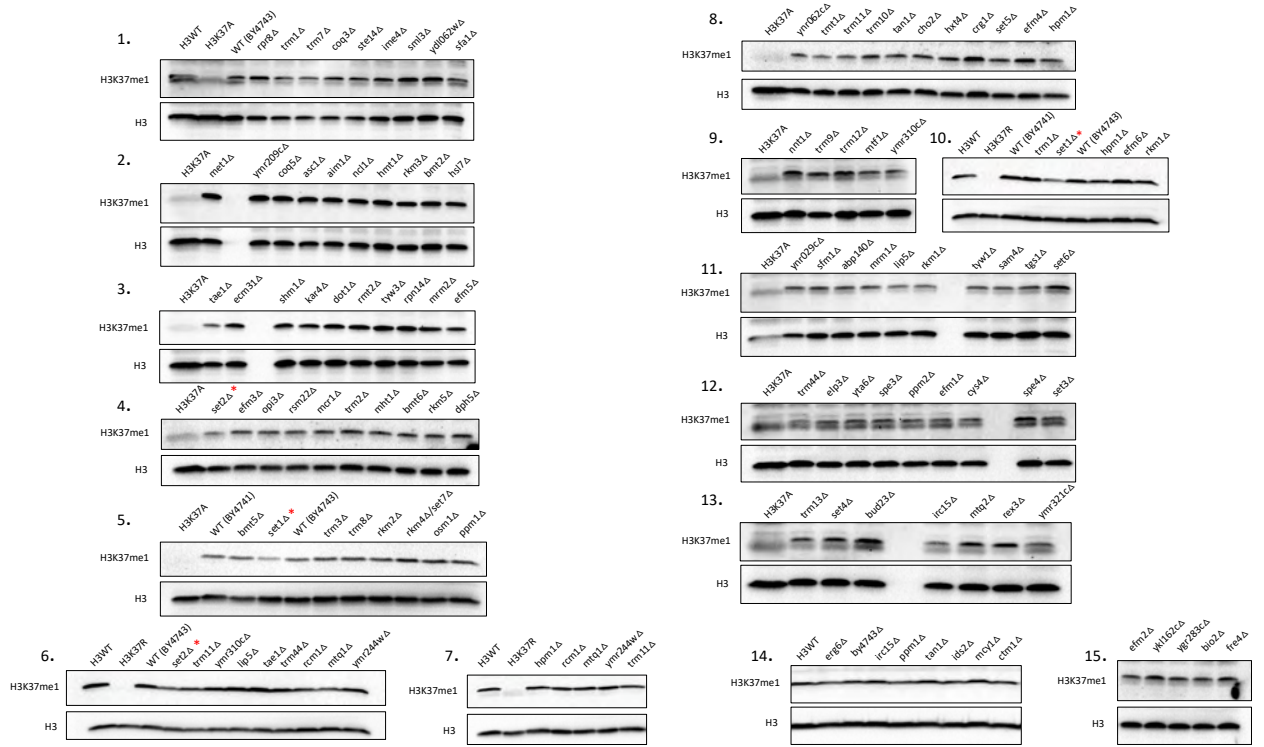 1.
H3WT H3K37A WT (BY4743) rpr8Δ trm1Δ trm7Δ coq3Δ ste14Δ ime4Δ sml3Δ ydl062wΔ sfa1Δ
H3K37me1
H3
2.
H3K37A met1Δ ymr209cΔ coq5Δ asc1Δ aim1Δ ncl1Δ hmt1Δ rkm3Δ bmt2Δ hsl7Δ
H3K37me1
H3
3.
H3K37A tae1Δ ecm31Δ shm1Δ kar4Δ dot1Δ rmt2Δ tyw3Δ rpn14Δ mrm2Δ efm5Δ
H3K37me1
H3
4.
H3K37A set2Δ* efm3Δ opi3Δ rsm22Δ mcr1Δ trm2Δ mht1Δ bmt6Δ rkm5Δ dph5Δ
H3K37me1
H3
5.
H3K37A WT (BY4741) bmt5Δ set1Δ* WT (BY4743) trm3Δ trm8Δ rkm2Δ rkm4Δ/set7Δ osm1Δ ppm1Δ
H3K37me1
H3
6.
H3WT H3K37R WT (BY4743) set2Δ* trm11Δ ymr310cΔ lip5Δ tae1Δ trm44Δ rcm1Δ mtq1Δ ymr244wΔ
H3K37me1
H3
7.
H3WT H3K37R hpm1Δ rcm1Δ mtq1Δ ymr244wΔ trm11Δ
H3K37me1
H3
8.
H3K37A ynr062cΔ tmt1Δ trm11Δ trm10Δ tan1Δ cho2Δ hxt4Δ crg1Δ set5Δ efm4Δ hpm1Δ
H3K37me1
H3
9.
H3K37A nnt1Δ trm9Δ trm12Δ mtf1Δ ymr310cΔ
H3K37me1
H3
10.
H3WT H3K37R WT (BY4741) trm1Δ set1Δ* WT (BY4743) hpm1Δ efm6Δ rkm1Δ
11.
H3K37A ynr029cΔ sfm1Δ abp140Δ mrm1Δ lip5Δ rkm1Δ tyw1Δ sam4Δ tgs1Δ set6Δ
H3K37me1
H3
12.
H3K37A trm44Δ elp3Δ yta6Δ spe3Δ ppm2Δ efm1Δ cys4Δ spe4Δ set3Δ
H3K37me1
H3
13.
H3K37A trm13Δ set4Δ bud23Δ irc15Δ mtq2Δ rex3Δ ymr321cΔ
H3K37me1
H3
14.
H3WT erg6Δ by4743Δ irc15Δ ppm1Δ tan1Δ ids2Δ mcy1Δ ctm1Δ
H3K37me1
H3
15.
efm2Δ ykl162cΔ ygr283cΔ bio2Δ fre4Δ
H3K37me1
H3